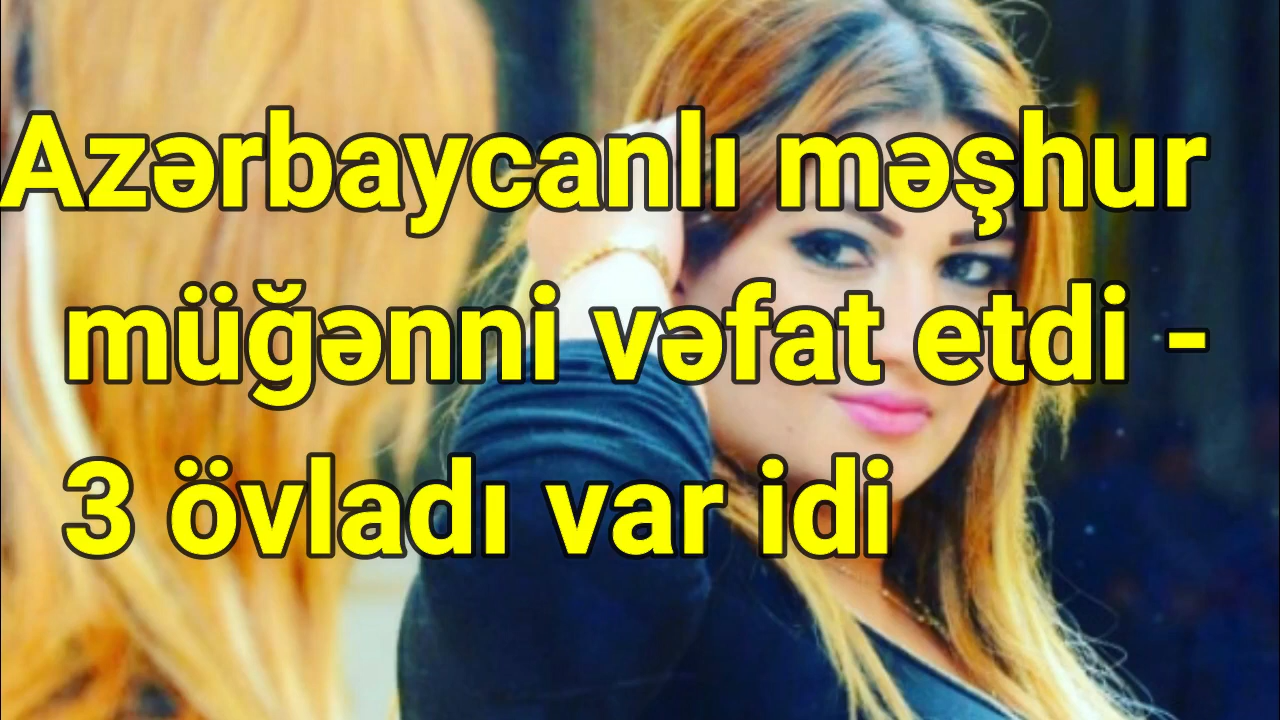 Azərbaycanlı məşhur
müğənni vəfat etdi -
3 övladı var idi